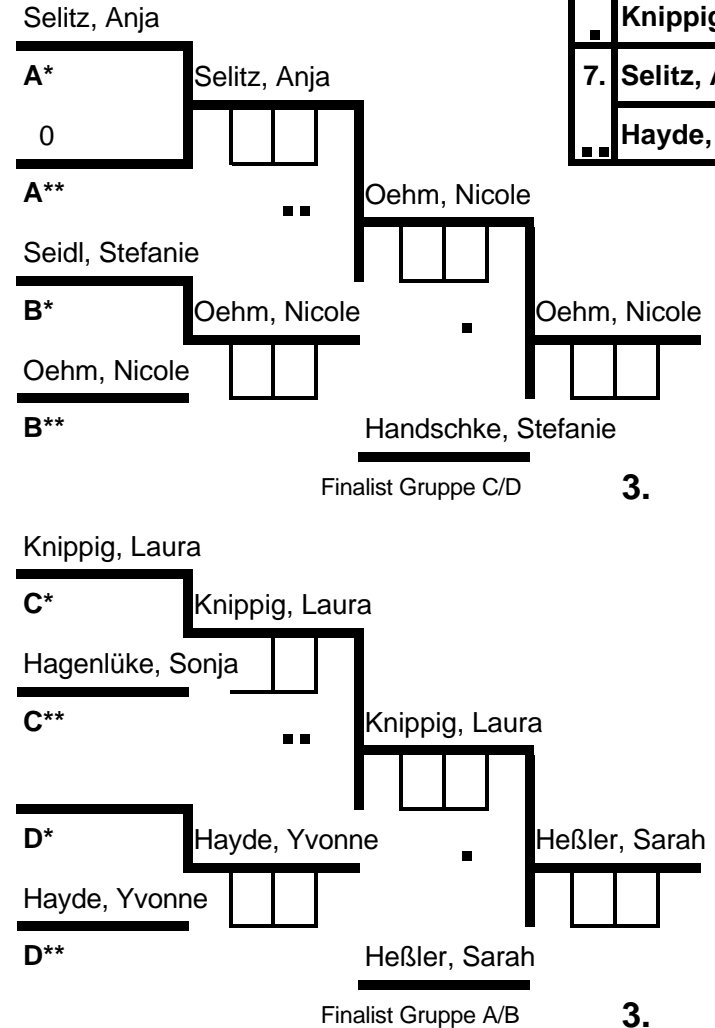 Selitz, Anja
A*
Selitz, Anja
0
A**
Oehm, Nicole
Seidl, Stefanie
B*
Oehm, Nicole
Oehm, Nicole
Oehm, Nicole
B**
Handschke, Stefanie
Finalist Gruppe C/D
3.
Knippig
7.
Selitz,
Hayde,
Knippig, Laura
C*
Knippig, Laura
Hagenlüke, Sonja
C**
Knippig, Laura
D*
Hayde, Yvonne
Heßler, Sarah
Hayde, Yvonne
D**
Heßler, Sarah
Finalist Gruppe A/B
3.